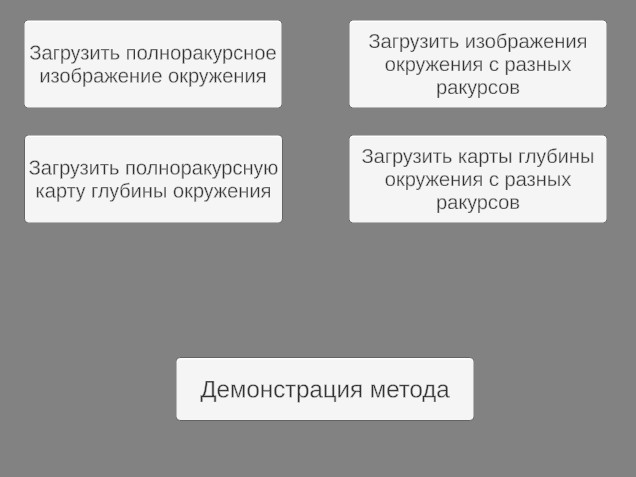 Загрузить полноракурсное
изображение окружения
Загрузить изображения
окружения с разных
ракурсов
Загрузить полноракурсную
карту глубины окружения
Загрузить карты глубины
окружения с разных
ракурсов
Демонстрация метода